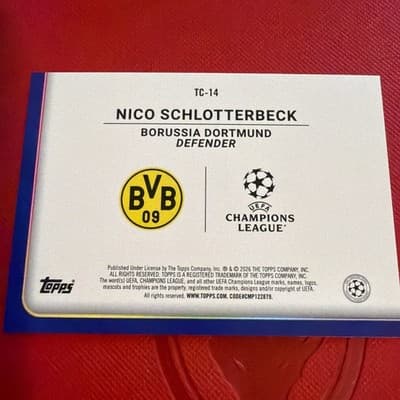 TC-14
NICO SCHLOTTERBECK
BORUSSIA DORTMUND
DEFENDER
BVB
09
UEFA
CHAMPIONS
LEAGUE
Topps
Published Under License by The Topps Company, Inc. ® & © 2026 THE TOPPS COMPANY, INC.
ALL RIGHTS RESERVED. TOPPS IS A REGISTERED TRADEMARK OF THE TOPPS COMPANY, INC.
The word(s) UEFA, CHAMPIONS LEAGUE, and all other UEFA Champions League marks, names, logos,
mascots and trophies are the property, registered trade marks, designs and/or copyright of UEFA.
All rights reserved. WWW.TOPPS.COM. CODE#CMP122879.